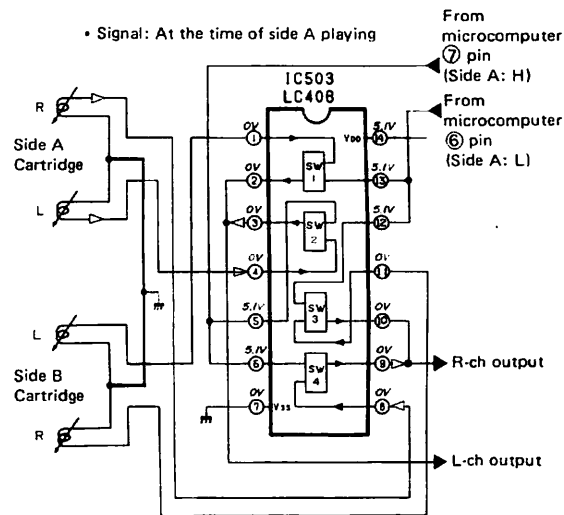 • Signal: At the time of side A playing
From
microcomputer
⑦ pin
(Side A: H)
From
microcomputer
⑥ pin
(Side A: L)
IC503
LC408
R
Side A
Cartridge
L
L
Side B
Cartridge
R
0V
①
0V
②
0V
③
0V
④
5.1V
⑤
5.1V
⑥
0V
⑦
VSS
VDD
5.1V
⑭
5.1V
⑬
5.1V
⑫
0V
⑪
0V
⑩
0V
⑨
0V
⑧
SW
1
SW
2
SW
3
SW
4
R-ch output
L-ch output